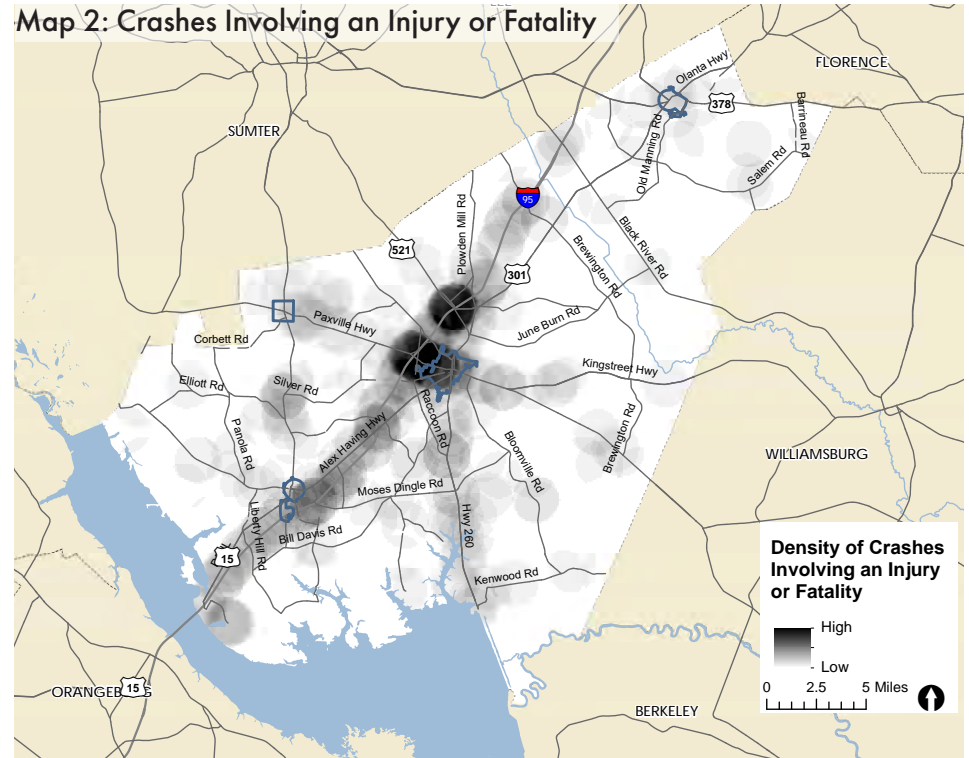 Map 2: Crashes Involving an Injury or Fatality
FLORENCE
Olanta Hwy
378
Barrineau Rd
SUMTER
Old Manning Rd
Salem Rd
95
Plowden Mill Rd
521
301
Brewington Rd
Black River Rd
Paxville Hwy
June Burn Rd
Corbett Rd
Kingstree Hwy
Elliott Rd
Silver Rd
Raccoon Rd
Alex Having Hwy
Panola Rd
Bloomville Rd
Brewington Rd
WILLIAMSBURG
Moses Dingle Rd
Liberty Hill Rd
Hwy 260
Bill Davis Rd
15
Kenwood Rd
Density of Crashes
Involving an Injury
or Fatality
High
Low
0 2.5 5 Miles
ORANGEBURG
15
BERKELEY